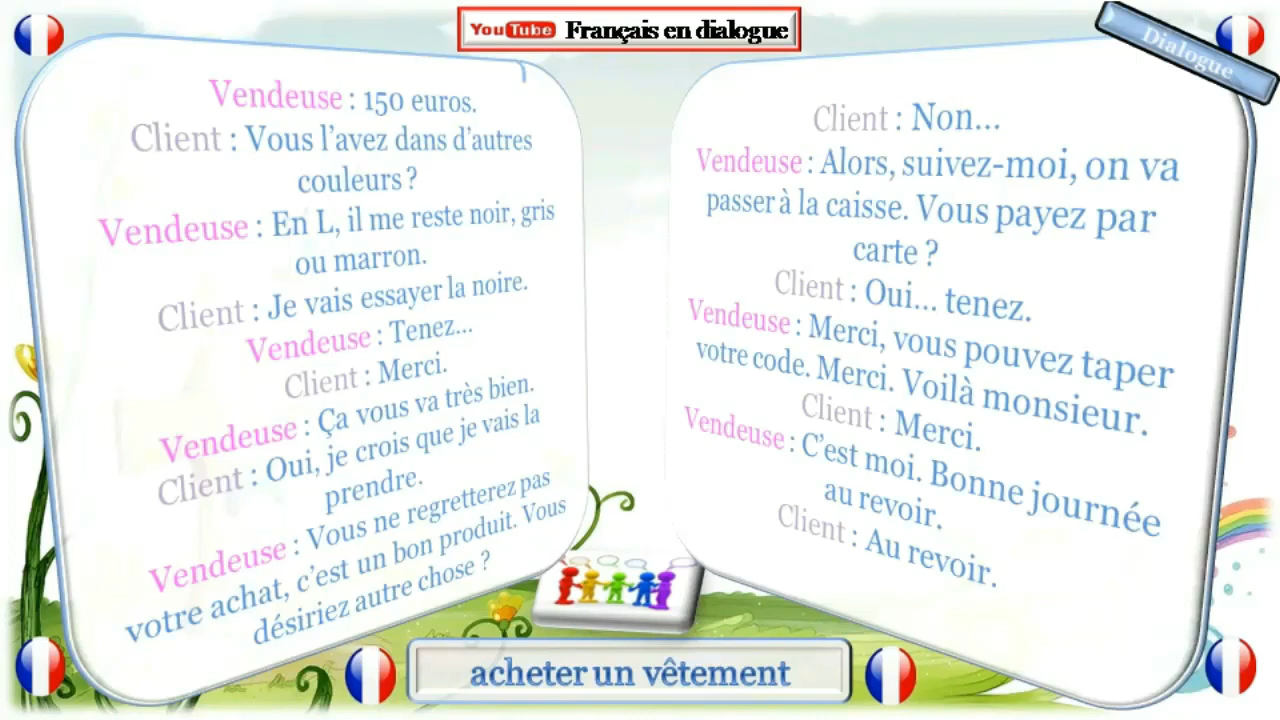 YouTube Français en dialogue
Dialogue
Vendeuse : 150 euros.
Client : Vous l’avez dans d’autres
couleurs ?
Vendeuse : En L, il me reste noir, gris
ou marron.
Client : Je vais essayer la noire.
Vendeuse : Tenez...
Client : Merci.
Vendeuse : Ça vous va très bien.
Client : Oui, je crois que je vais la
prendre.
Vendeuse : Vous ne regretterez pas
votre achat, c’est un bon produit. Vous
désiriez autre chose ?
Client : Non...
Vendeuse : Alors, suivez-moi, on va
passer à la caisse. Vous payez par
carte ?
Client : Oui... tenez.
Vendeuse : Merci, vous pouvez taper
votre code. Merci. Voilà monsieur.
Client : Merci.
Vendeuse : C’est moi. Bonne journée
au revoir.
Client : Au revoir.
acheter un vêtement